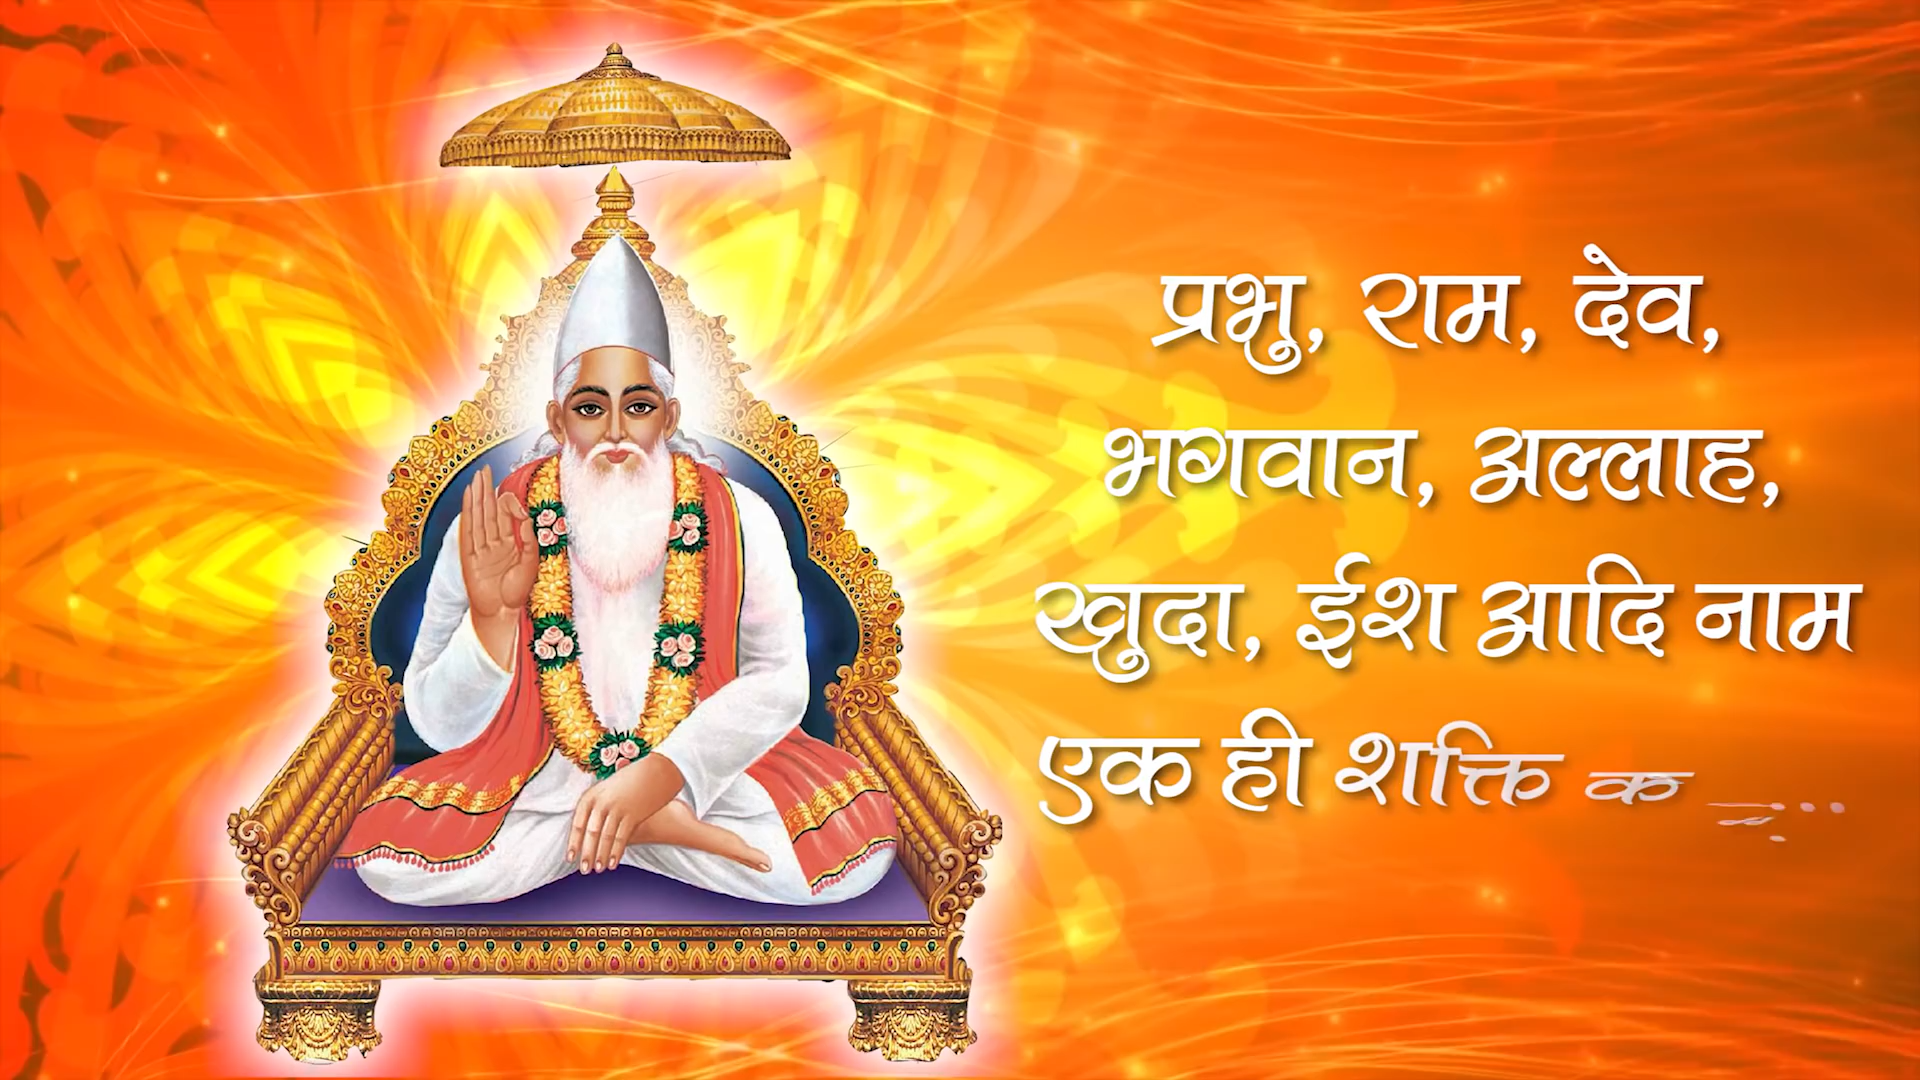 प्रभु, राम, देव,
भगवान, अल्लाह,
खुदा, ईश आदि नाम
एक ही शक्ति